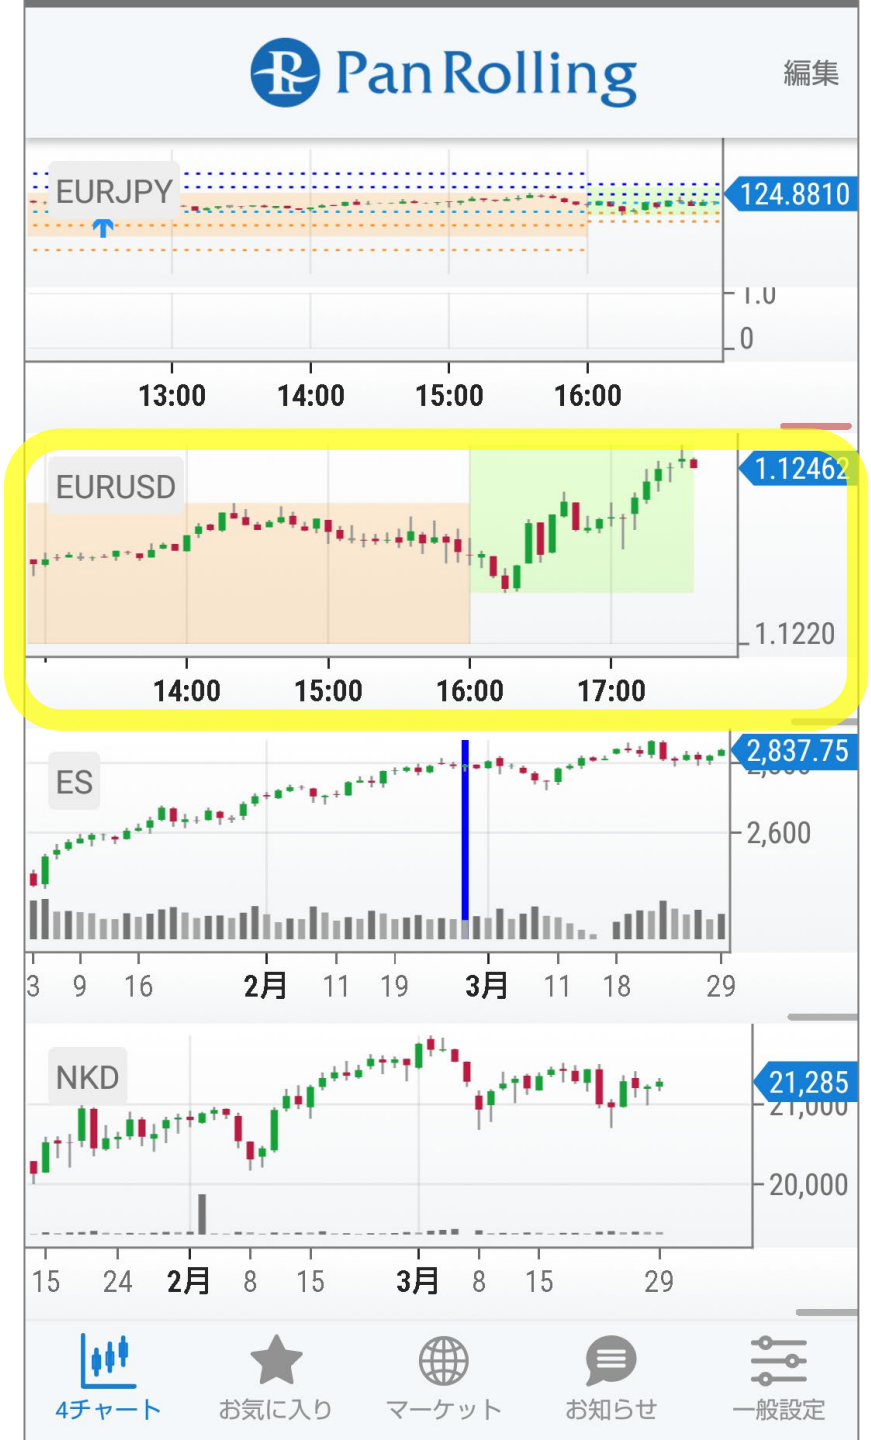 Pan Rolling
編集
EURJPY
124.8810
1.0
0
13:00 14:00 15:00 16:00
EURUSD
1.12462
1.1220
14:00 15:00 16:00 17:00
ES
2,837.75
2,600
3 9 16 2月 11 19 3月 11 18 29
NKD
21,285
21,000
20,000
15 24 2月 8 15 3月 8 15 29
4チャート お気に入り マーケット お知らせ 一般設定